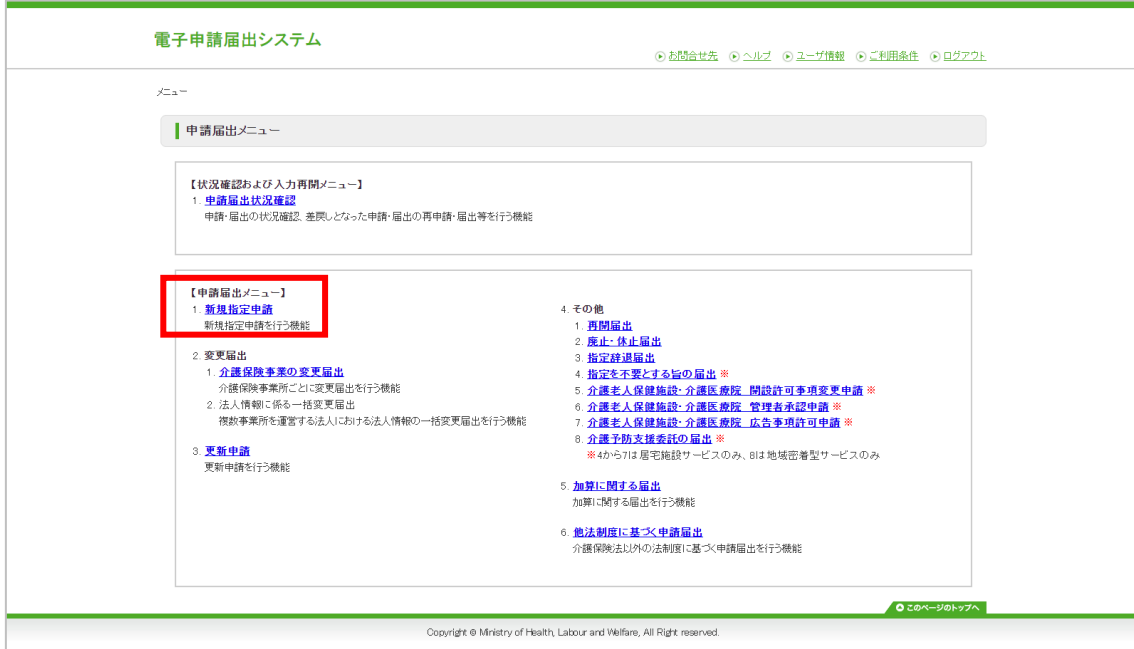 電子申請届出システム
お問合せ先 ヘルプ ユーザ情報 ご利用条件 ログアウト
メニュー
申請届出メニュー
【状況確認および入力再開メニュー】
1. 申請届出状況確認
申請・届出の状況確認、差戻しとなった申請・届出の再申請・届出等を行う機能
【申請届出メニュー】
1. 新規指定申請
新規指定申請を行う機能
2. 変更届出
1. 介護保険事業の変更届出
介護保険事業所ごとに変更届出を行う機能
2. 法人情報に係る一括変更届出
複数事業所を運営する法人における法人情報の一括変更届出を行う機能
3. 更新申請
更新申請を行う機能
4. その他
1. 再開届出
2. 廃止・休止届出
3. 指定辞退届出
4. 指定を不要とする旨の届出 ※
5. 介護老人保健施設・介護医療院 開設許可事項変更申請 ※
6. 介護老人保健施設・介護医療院 管理者承認申請 ※
7. 介護老人保健施設・介護医療院 広告事項許可申請 ※
8. 介護予防支援委託の届出 ※
※4から7は居宅施設サービスのみ、8は地域密着型サービスのみ
5. 加算に関する届出
加算に関する届出を行う機能
6. 他法制度に基づく申請届出
介護保険法以外の法制度に基づく申請届出を行う機能
このページのトップへ
Copyright © Ministry of Health, Labour and Welfare, All Right reserved.